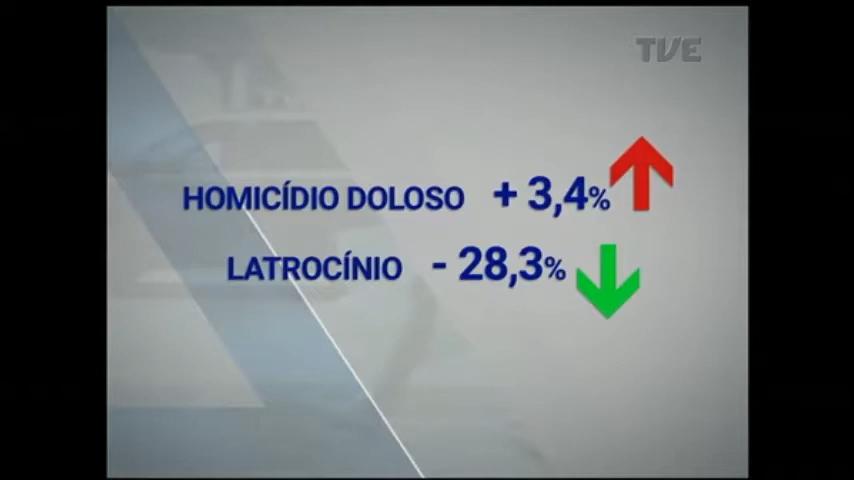 TVE
HOMICÍDIO DOLOSO + 3,4%
LATROCÍNIO - 28,3%